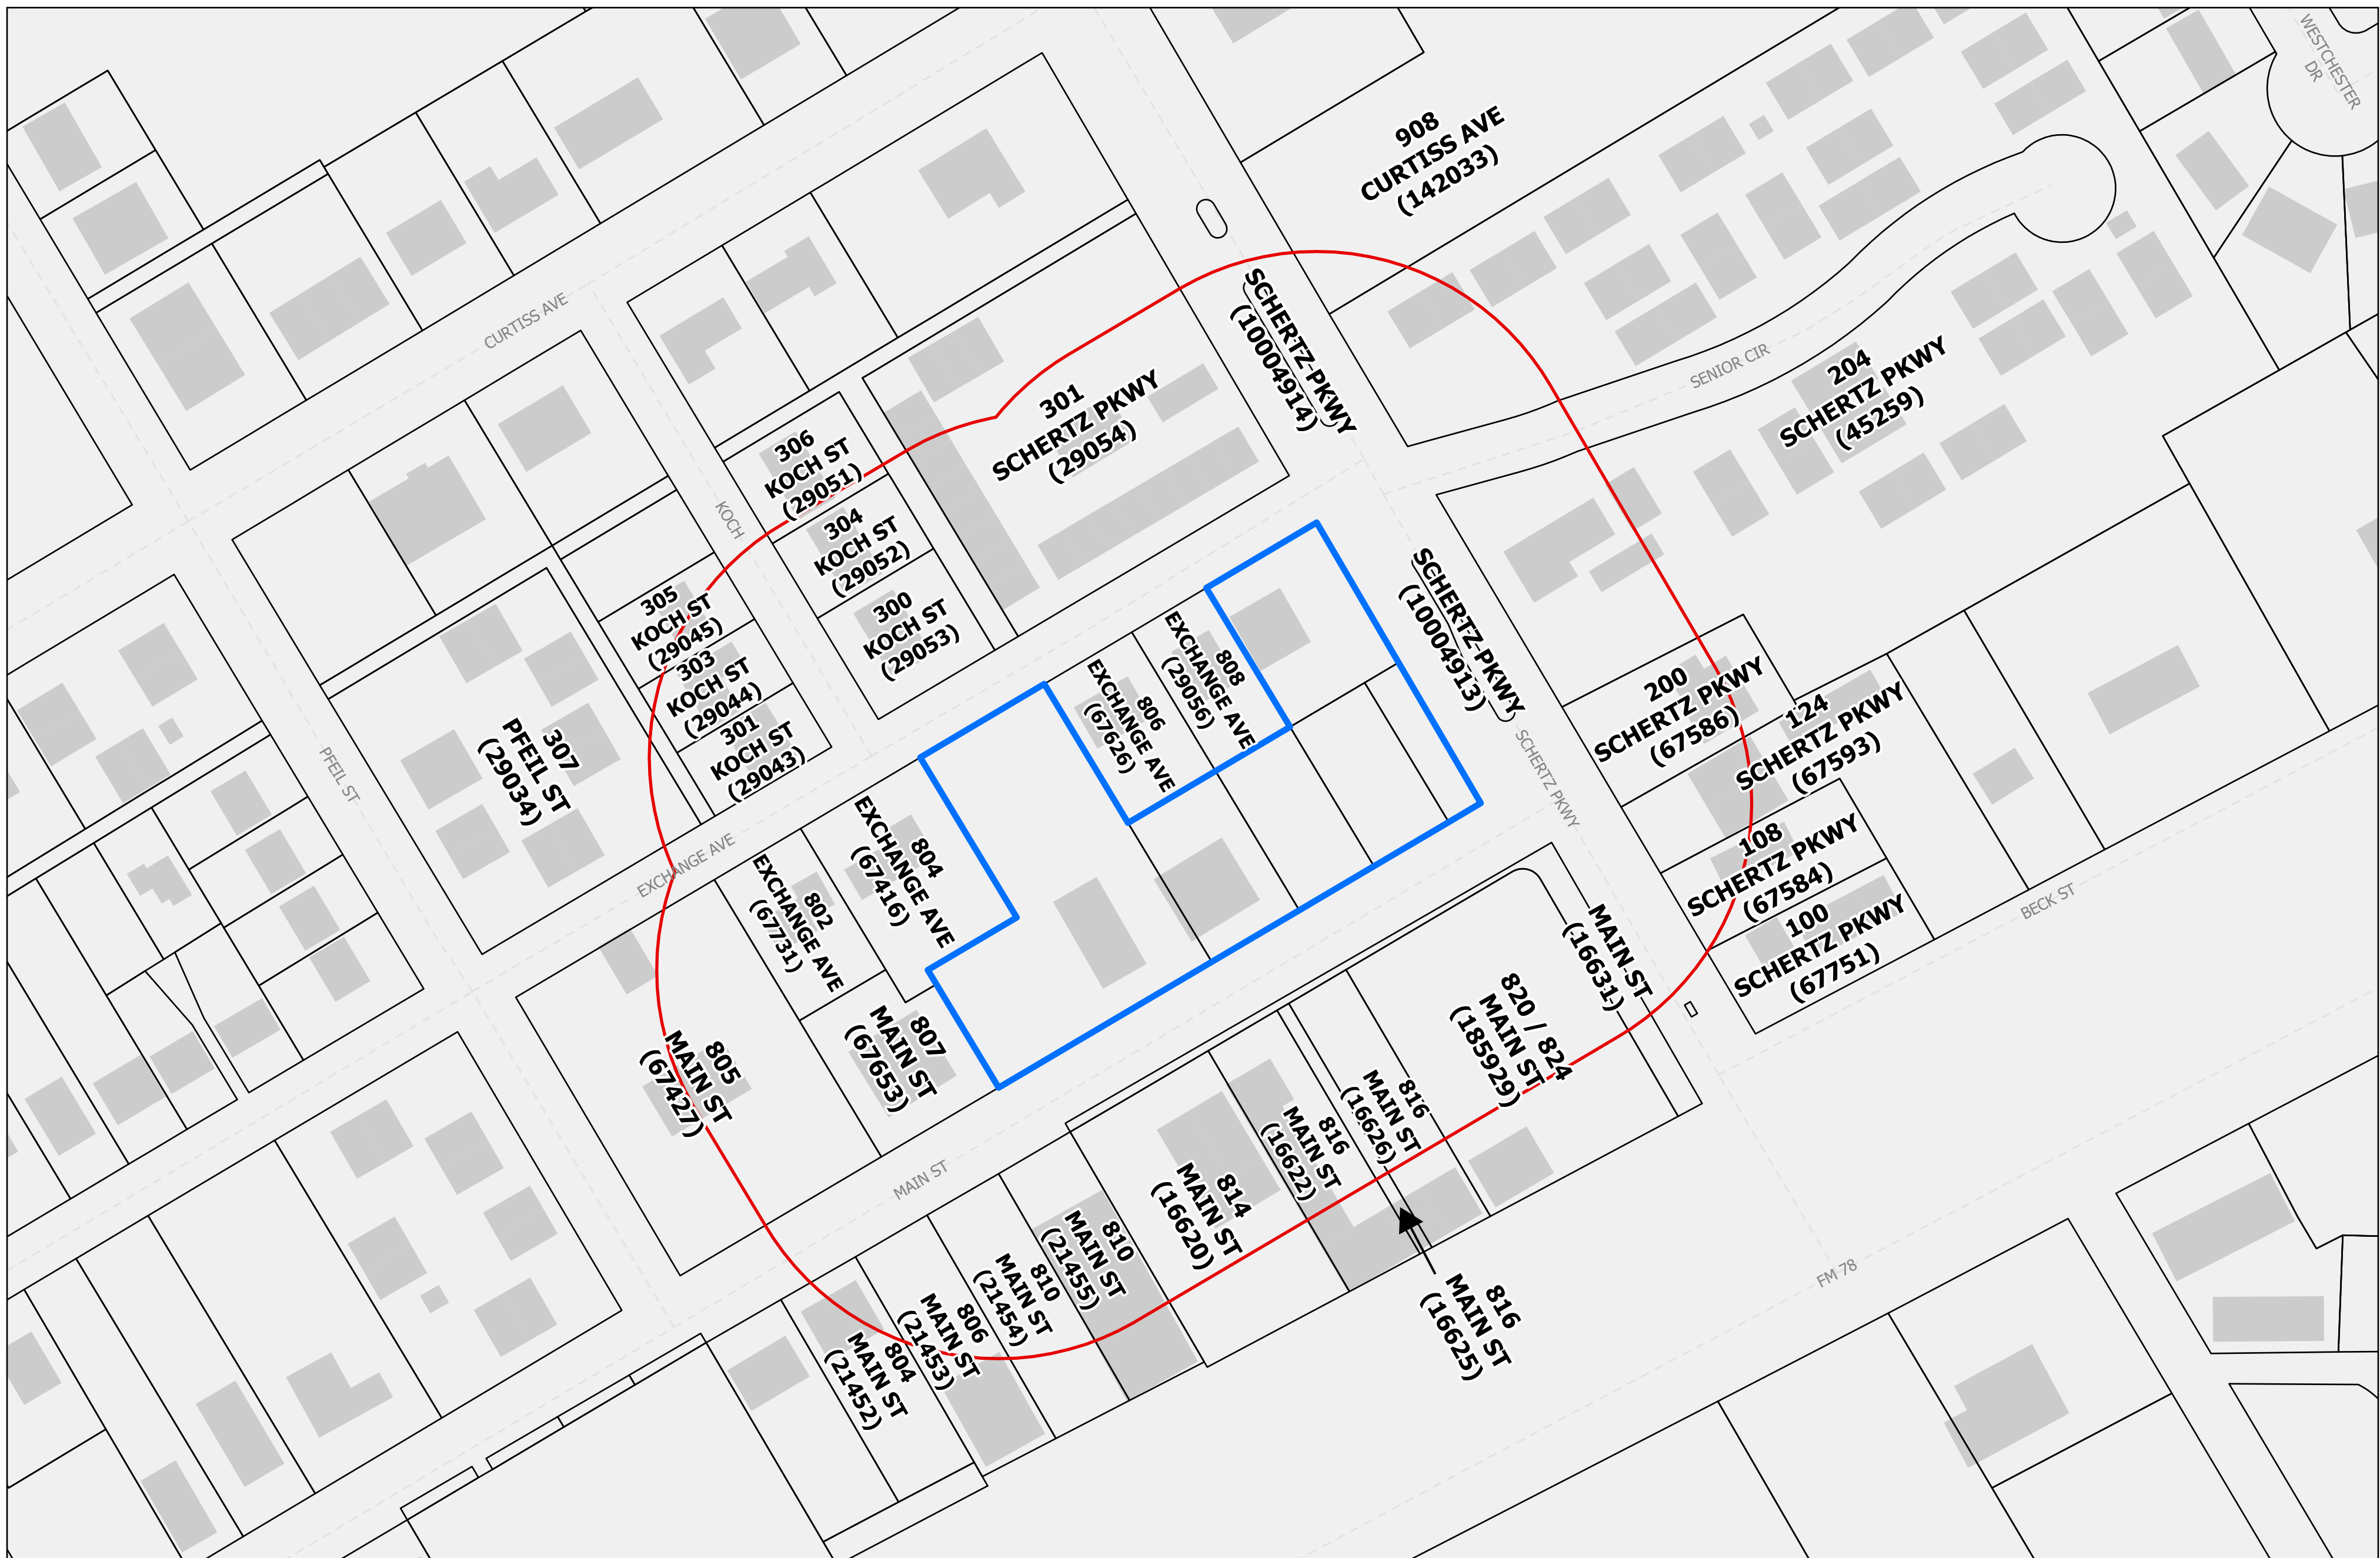 WESTCHESTER
DR
908
CURTISS AVE
(142033)
CURTISS AVE
SCHERTZ PKWY
(100004914)
SENIOR CIR
204
SCHERTZ PKWY
(45259)
301
SCHERTZ PKWY
(29054)
306
KOCH ST
(29051)
KOCH
304
KOCH ST
(29052)
300
KOCH ST
(29053)
305
KOCH ST
(29045)
303
KOCH ST
(29044)
301
KOCH ST
(29043)
307
PFEIL ST
(29034)
PFEIL ST
EXCHANGE AVE
808
EXCHANGE AVE
(29056)
806
EXCHANGE AVE
(67626)
SCHERTZ PKWY
(100004913)
SCHERTZ PKWY
200
SCHERTZ PKWY
(67586)
124
SCHERTZ PKWY
(67593)
108
SCHERTZ PKWY
(67584)
100
SCHERTZ PKWY
(67751)
BECK ST
804
EXCHANGE AVE
(67416)
802
EXCHANGE AVE
(67731)
807
MAIN ST
(67653)
805
MAIN ST
(67427)
MAIN ST
MAIN ST
(16631)
820 / 824
MAIN ST
(185929)
816
MAIN ST
(16626)
816
MAIN ST
(16622)
814
MAIN ST
(16620)
810
MAIN ST
(21455)
810
MAIN ST
(21454)
806
MAIN ST
(21453)
804
MAIN ST
(21452)
816
MAIN ST
(16625)
FM 78